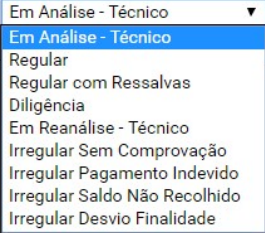 Em Análise - Técnico
Em Análise - Técnico
Regular
Regular com Ressalvas
Diligência
Em Reanálise - Técnico
Irregular Sem Comprovação
Irregular Pagamento Indevido
Irregular Saldo Não Recolhido
Irregular Desvio Finalidade